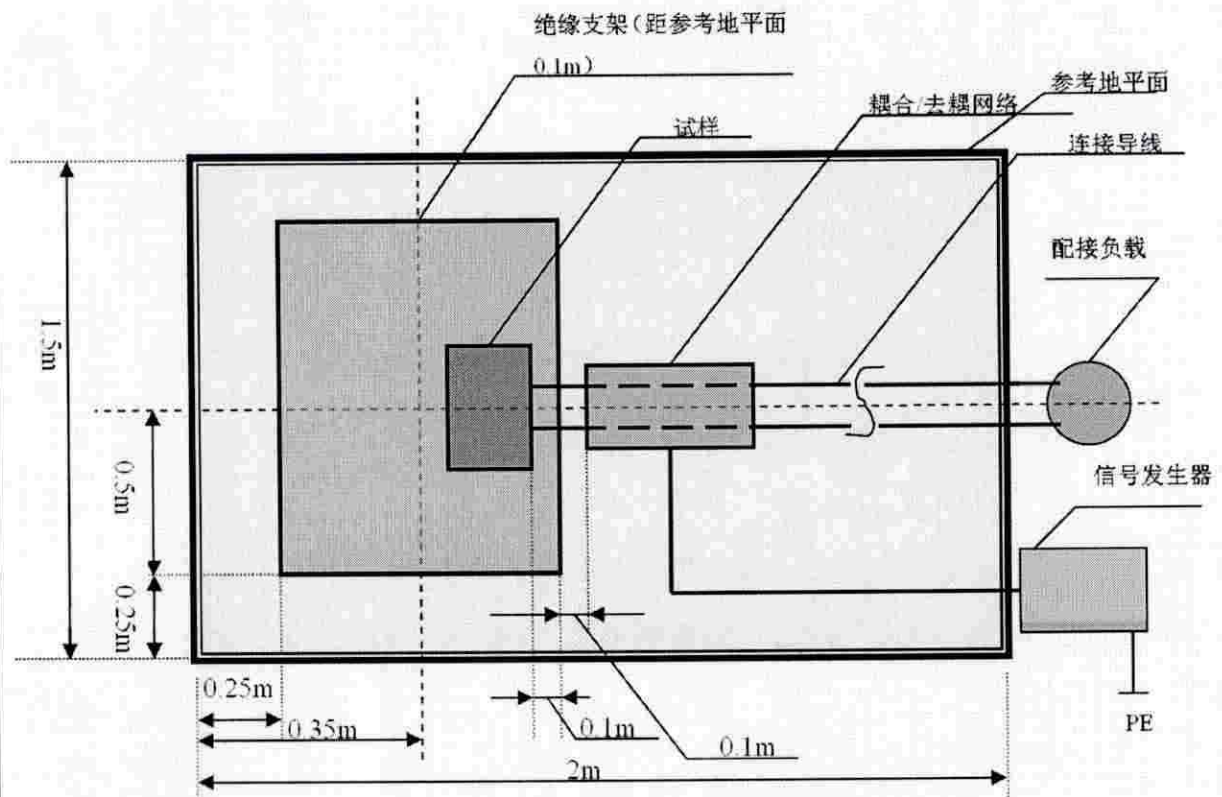 绝缘支架（距参考地平面
0.1m）
参考地平面
耦合/去耦网络
试样
连接导线
配接负载
1.5m
0.5m
信号发生器
0.25m
0.25m
0.35m
0.1m
0.1m
PE
2m